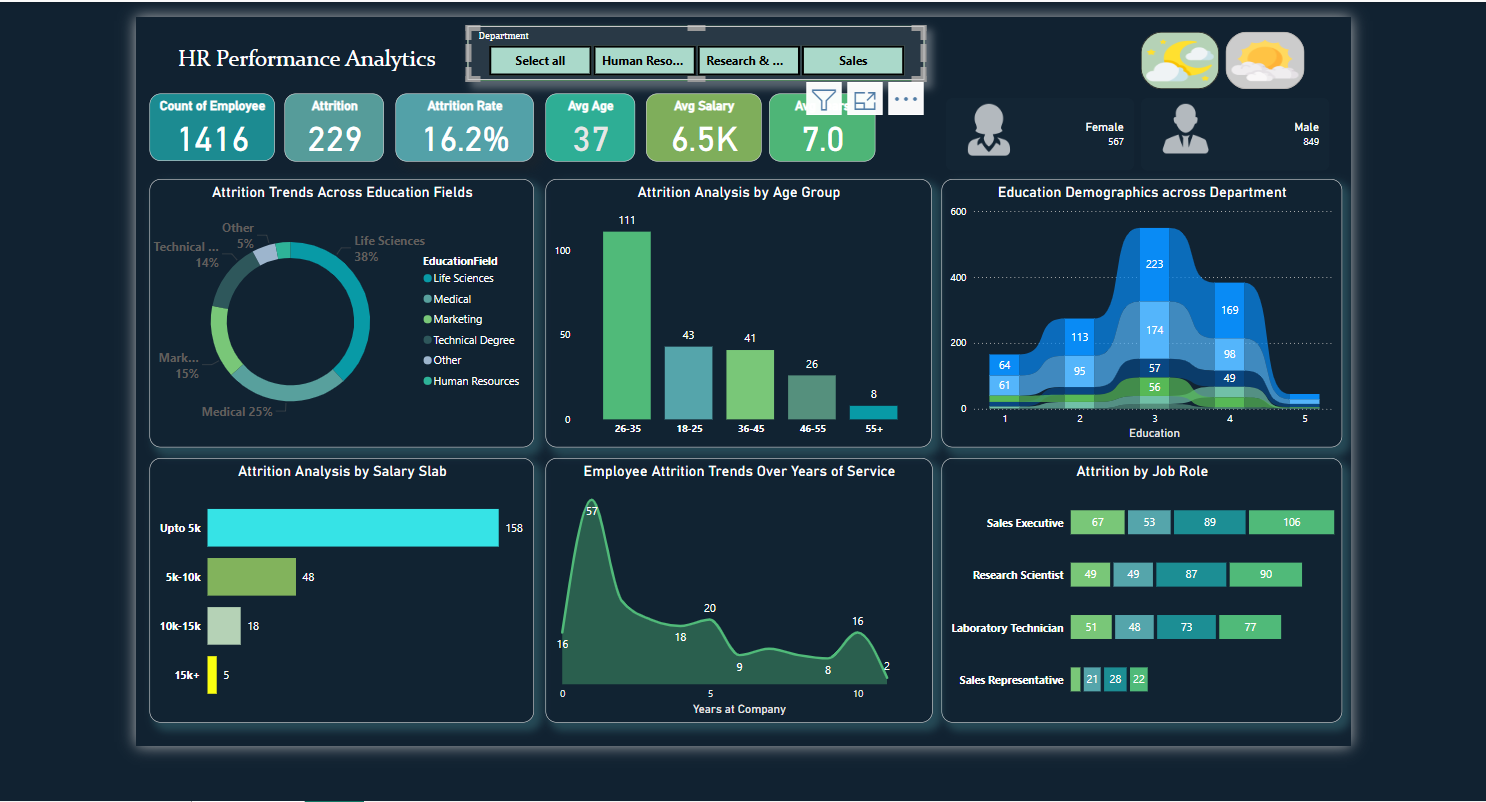 Department
HR Performance Analytics
Select all
Human Reso...
Research & ...
Sales
Count of Employee
1416
Attrition
229
Attrition Rate
16.2%
Avg Age
37
Avg Salary
6.5K
7.0
Female
567
Male
849
Attrition Trends Across Education Fields
Other
5%
Technical ...
14%
Life Sciences
38%
Mark...
15%
Medical 25%
EducationField
Life Sciences
Medical
Marketing
Technical Degree
Other
Human Resources
Attrition Analysis by Age Group
100
50
0
111
43
41
26
8
26-35
18-25
36-45
46-55
55+
Education Demographics across Department
600
400
200
0
64
61
113
95
223
174
57
56
169
98
49
1
2
3
4
5
Education
Attrition Analysis by Salary Slab
Upto 5k
158
5k-10k
48
10k-15k
18
15k+
5
Employee Attrition Trends Over Years of Service
16
57
18
20
9
8
16
2
0
5
10
Years at Company
Attrition by Job Role
Sales Executive
67
53
89
106
Research Scientist
49
49
87
90
Laboratory Technician
51
48
73
77
Sales Representative
21
28
22